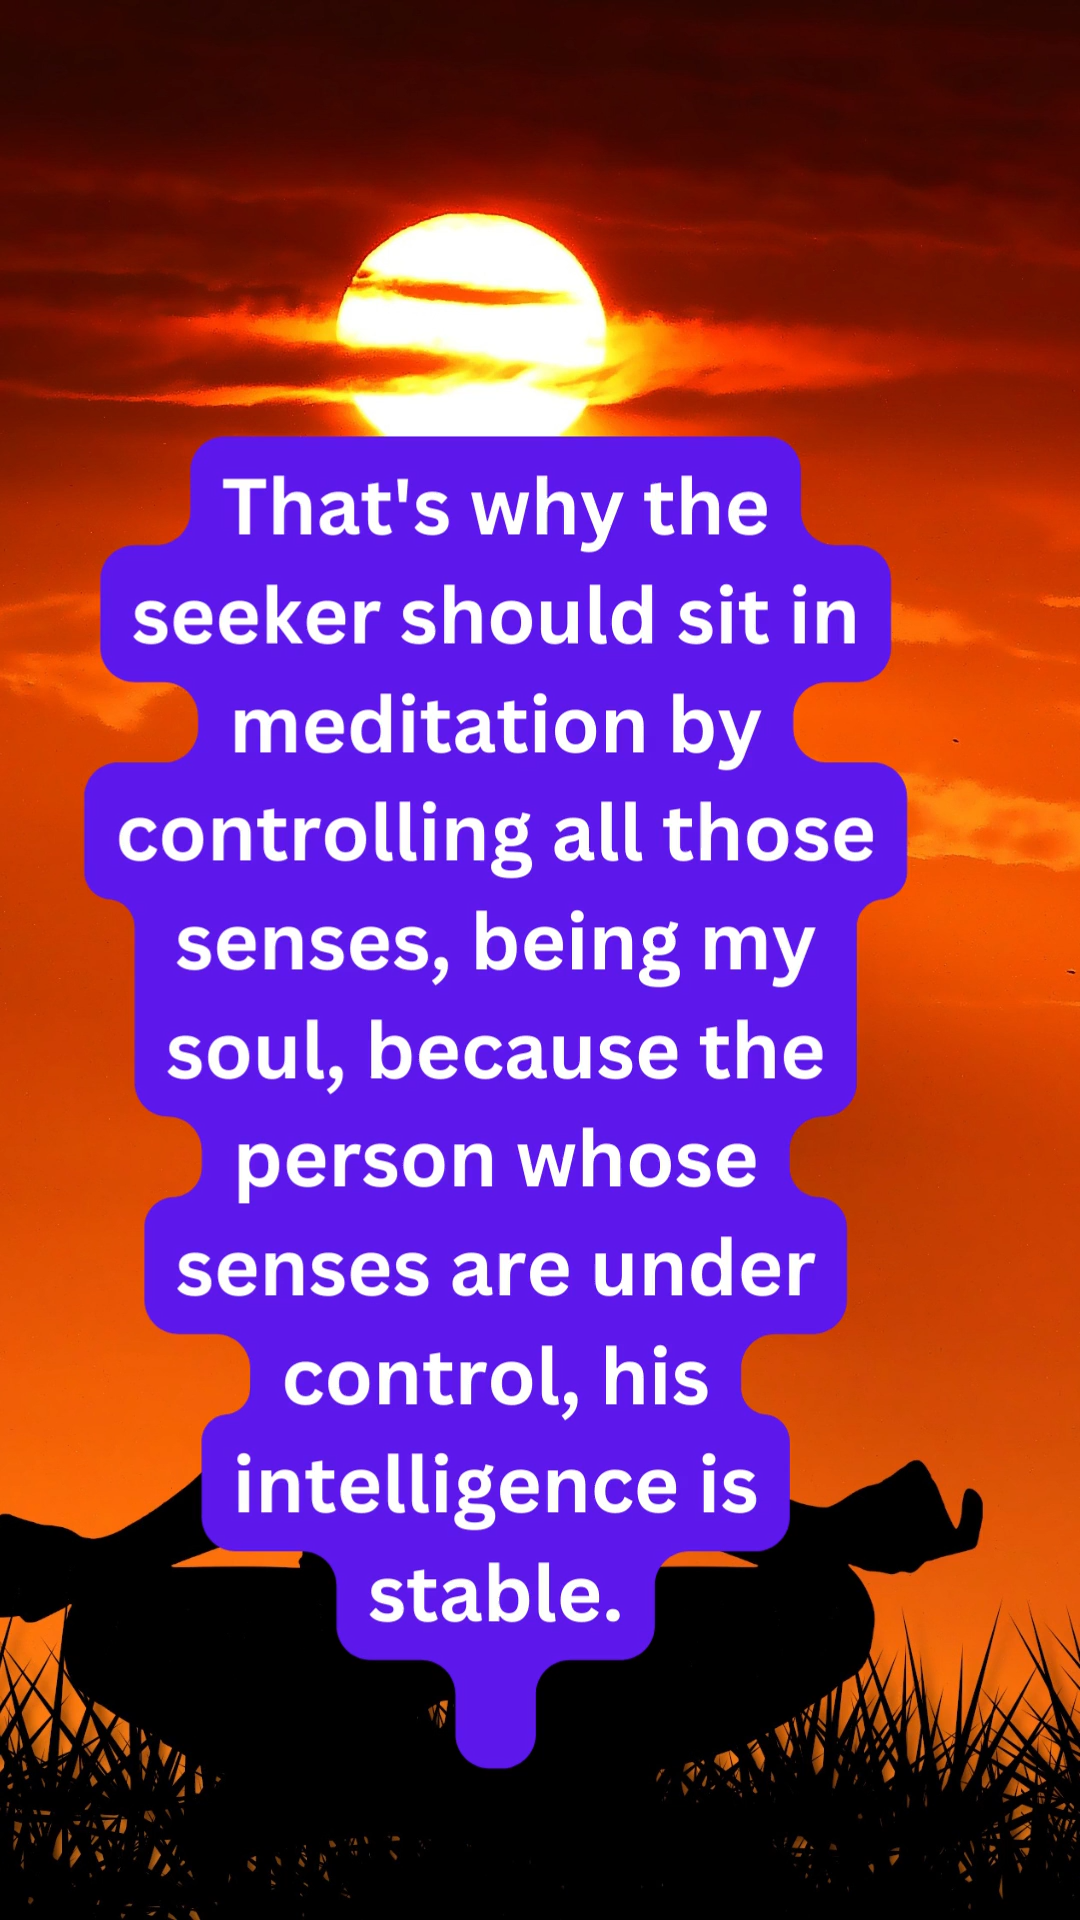 That's why the
seeker should sit in
meditation by
controlling all those
senses, being my
soul, because the
person whose
senses are under
control, his
intelligence is
stable.